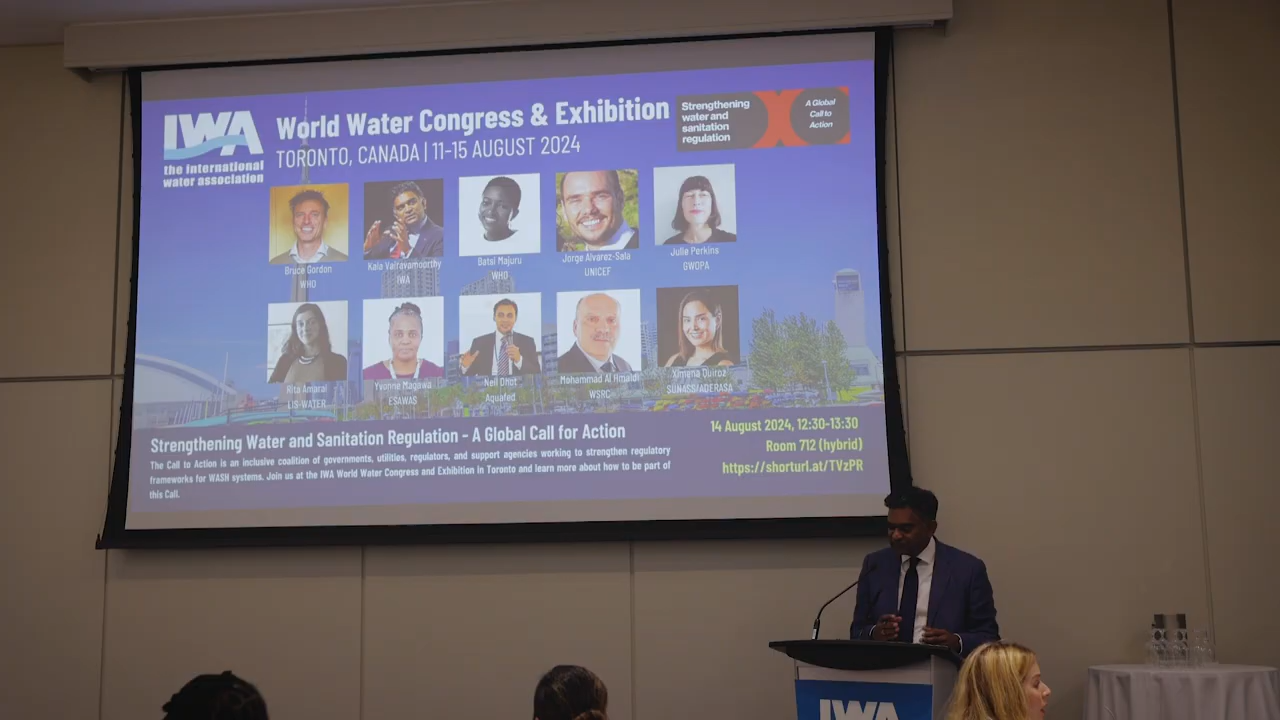 IWA
the international
water association
World Water Congress & Exhibition
TORONTO, CANADA | 11-15 AUGUST 2024
Strengthening
water and
sanitation
regulation
A Global
Call to
Action
Bruce Gordon
WHO
Kala Vairavamoorthy
IWA
Batsi Majuru
WHO
Jorge Alvarez-Sala
UNICEF
Julie Perkins
GWOPA
Rita Amaral
LIS-WATER
Yvonne Magawa
ESAWAS
Neil Dhot
Aquafed
Mohammad Al Hmaidi
WSRC
Ximena Quiroz
SUNASS/ADERASA
Strengthening Water and Sanitation Regulation - A Global Call for Action
The Call to Action is an inclusive coalition of governments, utilities, regulators, and support agencies working to strengthen regulatory
frameworks for WASH systems. Join us at the IWA World Water Congress and Exhibition in Toronto and learn more about how to be part of
this Call.
14 August 2024, 12:30-13:30
Room 712 (hybrid)
https://shorturl.at/TVzPR
IWA